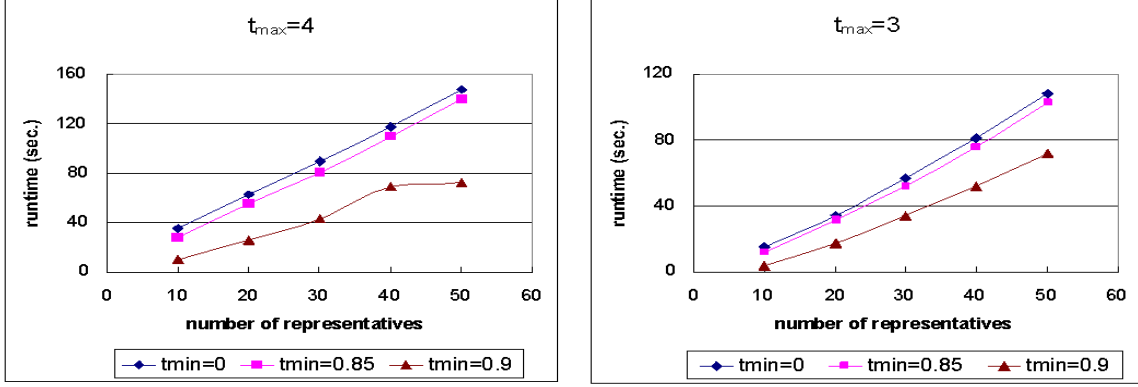 tmax=4
160
120
80
40
0
runtime (sec.)
0 10 20 30 40 50 60
number of representatives
tmin=0 tmin=0.85 tmin=0.9
tmax=3
120
80
40
0
runtime (sec.)
0 10 20 30 40 50 60
number of representatives
tmin=0 tmin=0.85 tmin=0.9